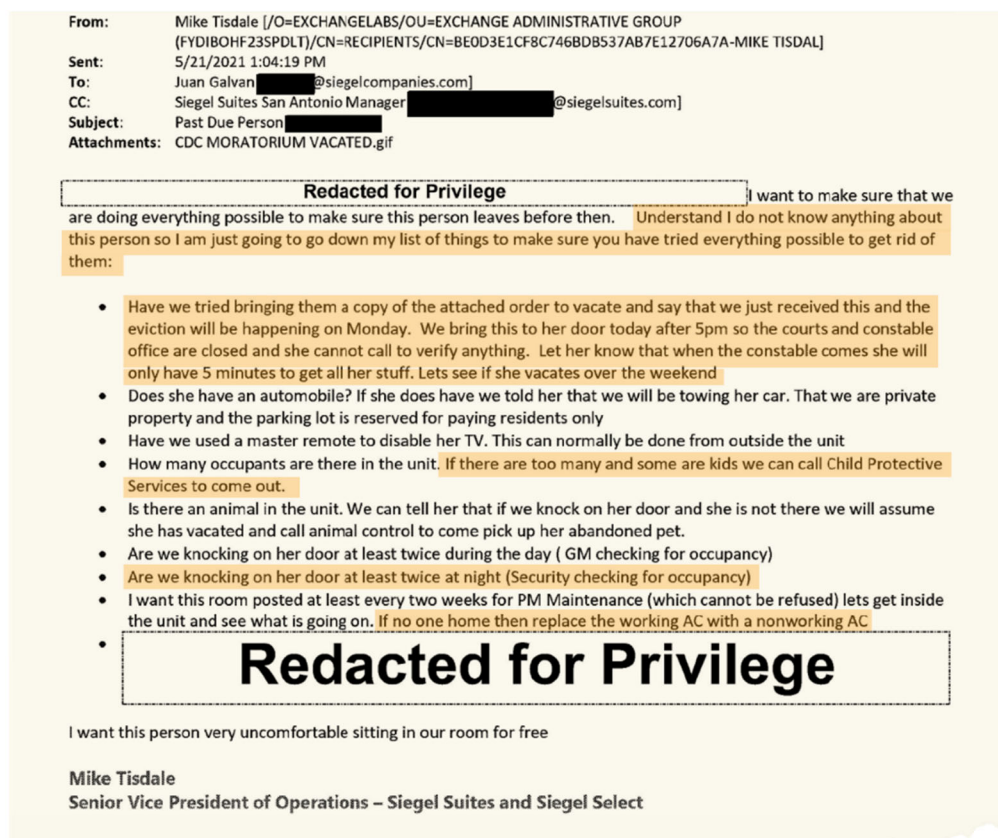 From: Mike Tisdale [/O=EXCHANGELABS/OU=EXCHANGE ADMINISTRATIVE GROUP
(FYDIBOHF23SPDLT)/CN=RECIPIENTS/CN=BE0D3E1CF8C746BDB537AB7E12706A7A-MIKE TISDAL]
Sent: 5/21/2021 1:04:19 PM
To: Juan Galvan @siegelcompanies.com]
CC: Siegel Suites San Antonio Manager @siegelsuites.com]
Subject: Past Due Person
Attachments: CDC MORATORIUM VACATED.gif
Redacted for Privilege I want to make sure that we
are doing everything possible to make sure this person leaves before then. Understand I do not know anything about
this person so I am just going to go down my list of things to make sure you have tried everything possible to get rid of
them:
• Have we tried bringing them a copy of the attached order to vacate and say that we just received this and the
eviction will be happening on Monday. We bring this to her door today after 5pm so the courts and constable
office are closed and she cannot call to verify anything. Let her know that when the constable comes she will
only have 5 minutes to get all her stuff. Lets see if she vacates over the weekend
• Does she have an automobile? If she does have we told her that we will be towing her car. That we are private
property and the parking lot is reserved for paying residents only
• Have we used a master remote to disable her TV. This can normally be done from outside the unit
• How many occupants are there in the unit. If there are too many and some are kids we can call Child Protective
Services to come out.
• Is there an animal in the unit. We can tell her that if we knock on her door and she is not there we will assume
she has vacated and call animal control to come pick up her abandoned pet.
• Are we knocking on her door at least twice during the day ( GM checking for occupancy)
• Are we knocking on her door at least twice at night (Security checking for occupancy)
• I want this room posted at least every two weeks for PM Maintenance (which cannot be refused) lets get inside
the unit and see what is going on. If no one home then replace the working AC with a nonworking AC
• Redacted for Privilege
I want this person very uncomfortable sitting in our room for free
Mike Tisdale
Senior Vice President of Operations – Siegel Suites and Siegel Select